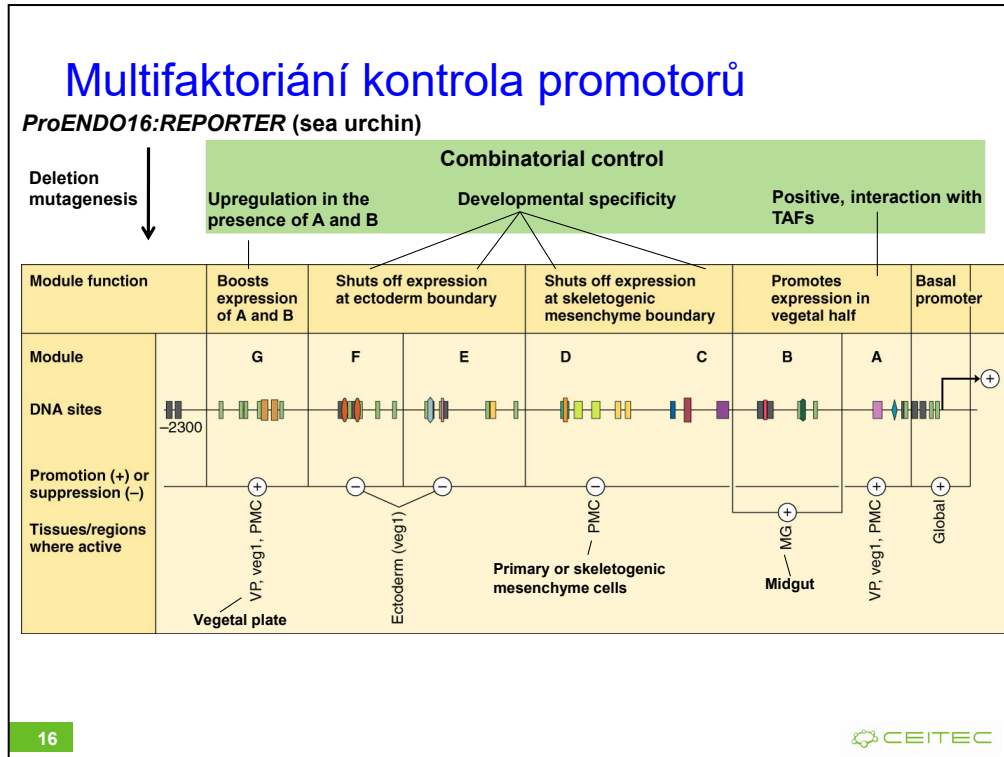 Multifaktoriání kontrola promotorů
ProENDO16:REPORTER (sea urchin)
Deletion
mutagenesis
Combinatorial control
Upregulation in the
presence of A and B
Developmental specificity
Positive, interaction with
TAFs
Module function
Boosts
expression
of A and B
Shuts off expression
at ectoderm boundary
Shuts off expression
at skeletogenic
mesenchyme boundary
Promotes
expression in
vegetal half
Basal
promoter
Module
G
F
E
D
C
B
A
DNA sites
–2300
+
Promotion (+) or
suppression (–)
+
–
–
–
+
+
+
Tissues/regions
where active
VP, veg1, PMC
Ectoderm (veg1)
PMC
MG
VP, veg1, PMC
Global
Vegetal plate
Primary or skeletogenic
mesenchyme cells
Midgut
16
CEITEC